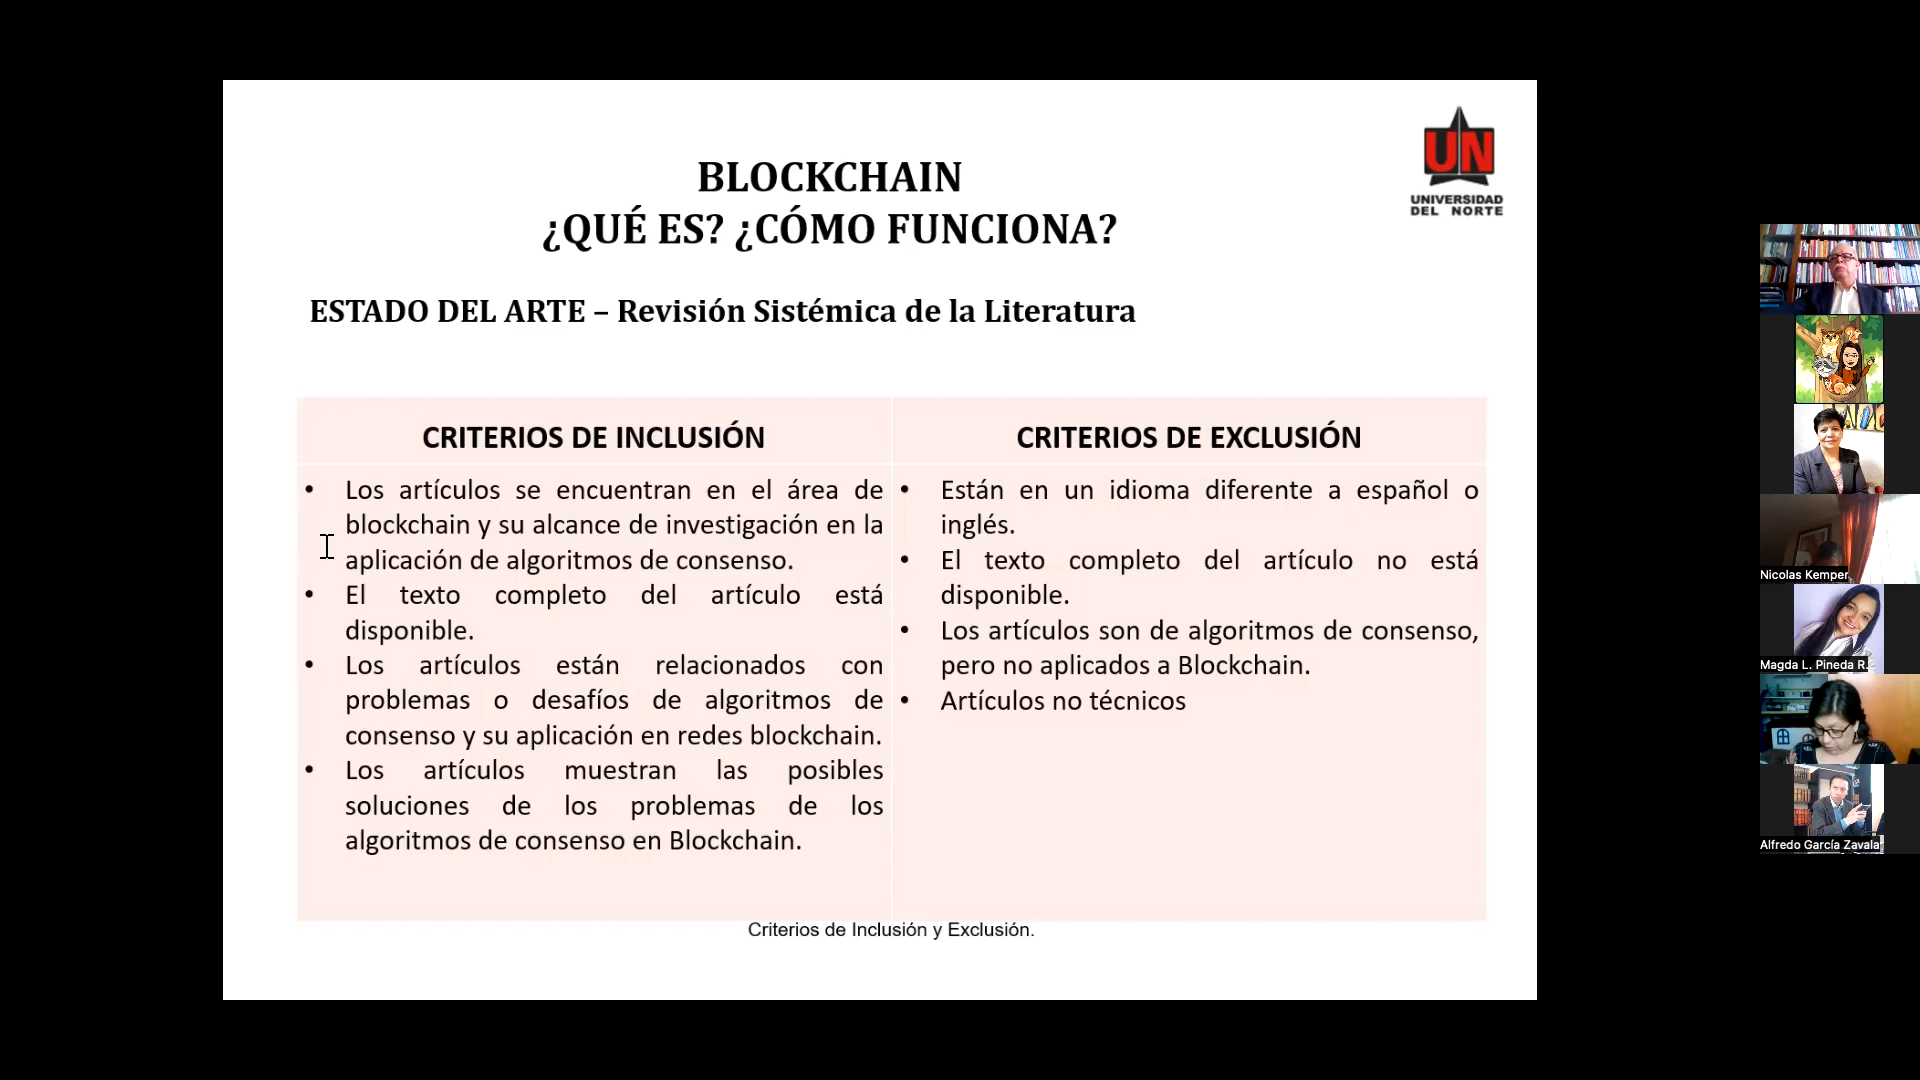 BLOCKCHAIN
¿QUÉ ES? ¿CÓMO FUNCIONA?
UN
UNIVERSIDAD
DEL NORTE
ESTADO DEL ARTE – Revisión Sistémica de la Literatura
CRITERIOS DE INCLUSIÓN
• Los artículos se encuentran en el área de
blockchain y su alcance de investigación en la
aplicación de algoritmos de consenso.
• El texto completo del artículo está
disponible.
• Los artículos están relacionados con
problemas o desafíos de algoritmos de
consenso y su aplicación en redes blockchain.
• Los artículos muestran las posibles
soluciones de los problemas de los
algoritmos de consenso en Blockchain.
CRITERIOS DE EXCLUSIÓN
• Están en un idioma diferente a español o
inglés.
• El texto completo del artículo no está
disponible.
• Los artículos son de algoritmos de consenso,
pero no aplicados a Blockchain.
• Artículos no técnicos
Criterios de Inclusión y Exclusión.
Nicolas Kemper
Magda L. Pineda R.
Alfredo García Zavala